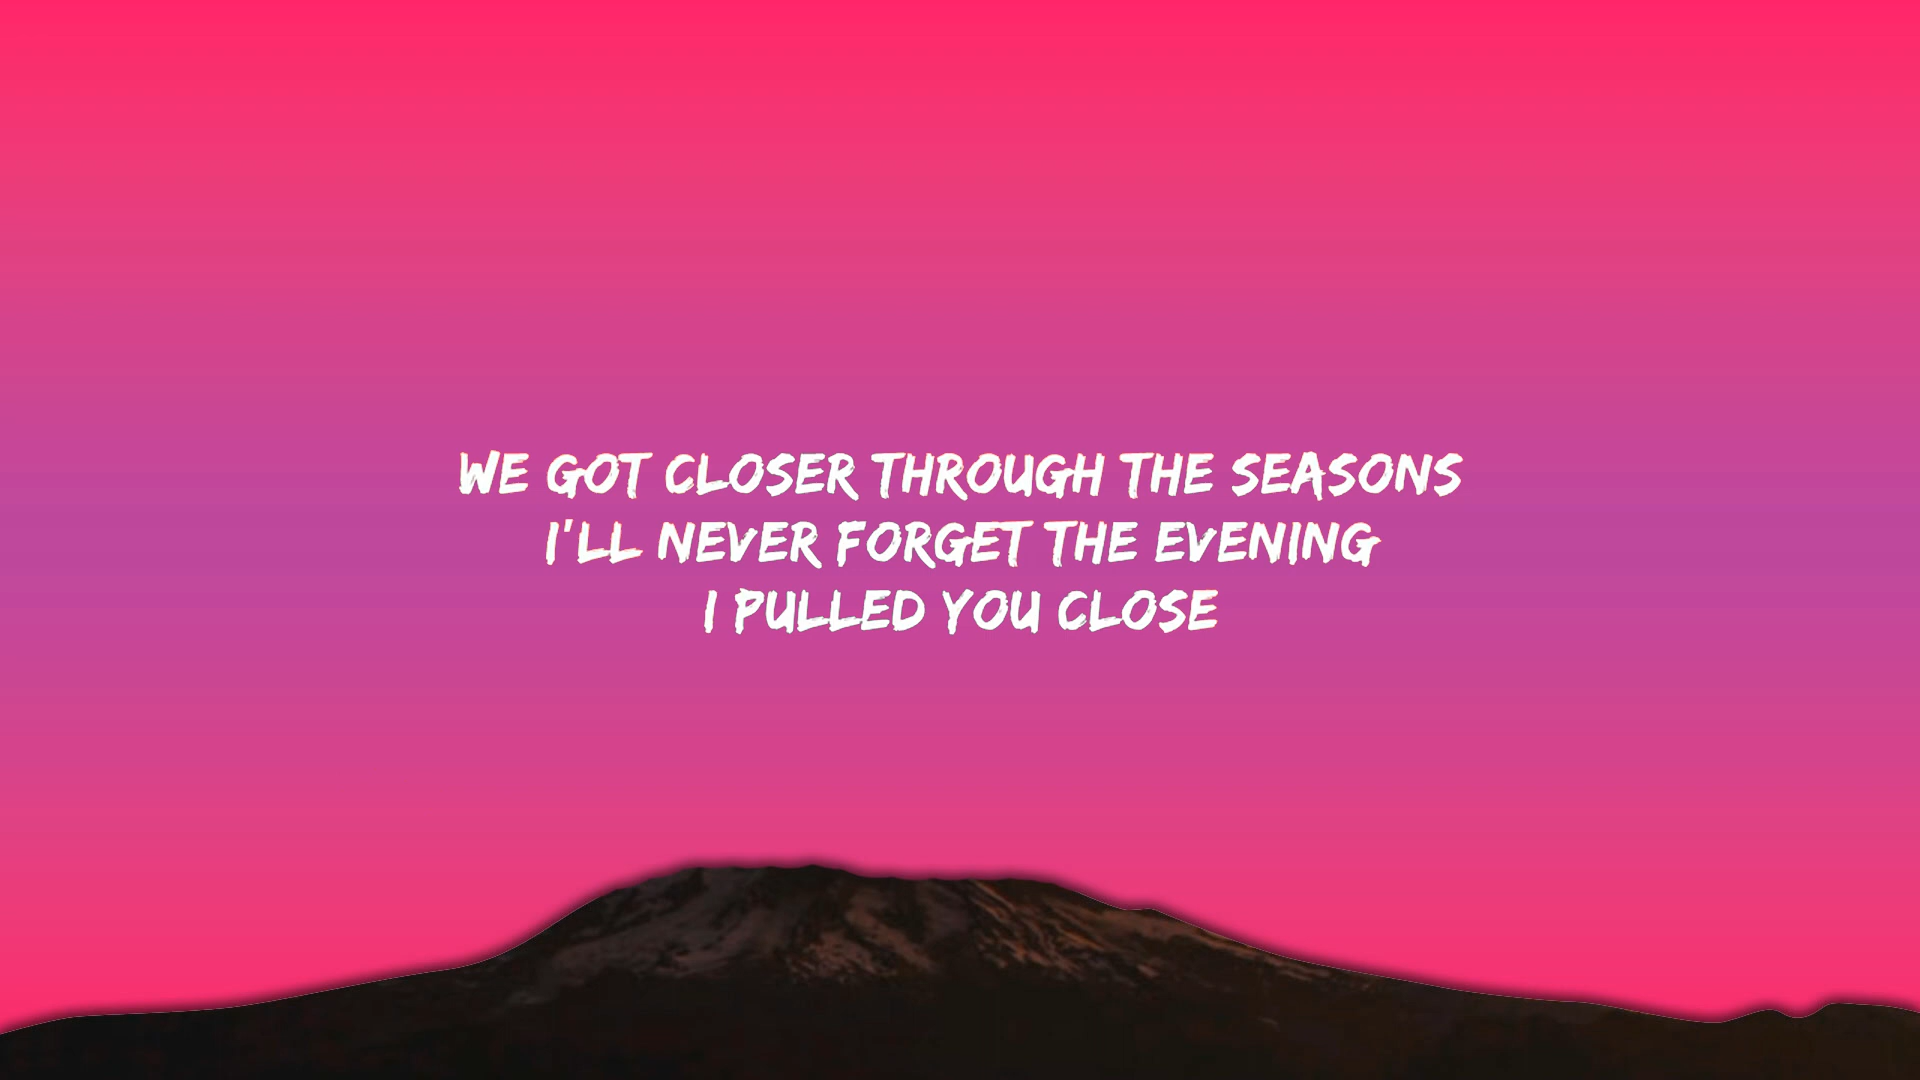 WE GOT CLOSER THROUGH THE SEASONS
I'LL NEVER FORGET THE EVENING
I PULLED YOU CLOSE